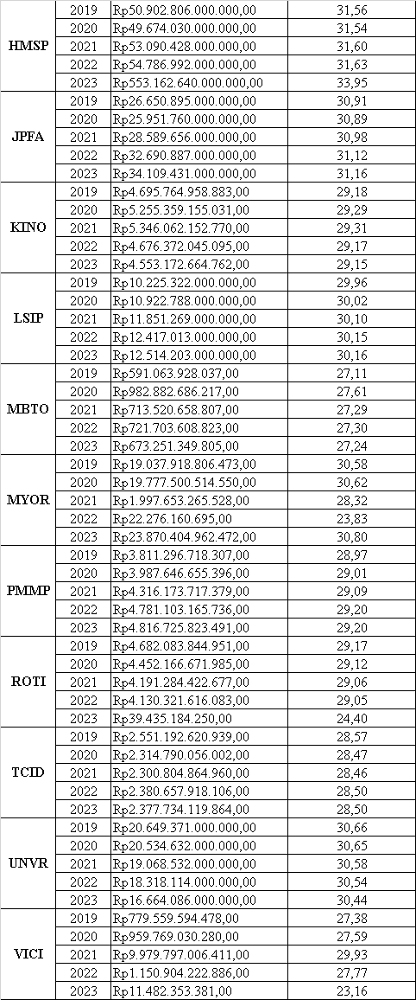 HMSP
2019 Rp50.902.806.000.000,00 31,56
2020 Rp49.674.030.000.000,00 31,54
2021 Rp53.090.428.000.000,00 31,60
2022 Rp54.786.992.000.000,00 31,63
2023 Rp553.162.640.000.000,00 33,95
JPFA
2019 Rp26.650.895.000.000,00 30,91
2020 Rp25.951.760.000.000,00 30,89
2021 Rp28.589.656.000.000,00 30,98
2022 Rp32.690.887.000.000,00 31,12
2023 Rp34.109.431.000.000,00 31,16
KINO
2019 Rp4.695.764.958.883,00 29,18
2020 Rp5.255.359.155.031,00 29,29
2021 Rp5.346.062.152.770,00 29,31
2022 Rp4.676.372.045.095,00 29,17
2023 Rp4.553.172.664.762,00 29,15
LSIP
2019 Rp10.225.322.000.000,00 29,96
2020 Rp10.922.788.000.000,00 30,02
2021 Rp11.851.269.000.000,00 30,10
2022 Rp12.417.013.000.000,00 30,15
2023 Rp12.514.203.000.000,00 30,16
MBTO
2019 Rp591.063.928.037,00 27,11
2020 Rp982.882.686.217,00 27,61
2021 Rp713.520.658.807,00 27,29
2022 Rp721.703.608.823,00 27,30
2023 Rp673.251.349.805,00 27,24
MYOR
2019 Rp19.037.918.806.473,00 30,58
2020 Rp19.777.500.514.550,00 30,62
2021 Rp1.997.653.265.528,00 28,32
2022 Rp22.276.160.695,00 23,83
2023 Rp23.870.404.962.472,00 30,80
PMMP
2019 Rp3.811.296.718.307,00 28,97
2020 Rp3.987.646.655.396,00 29,01
2021 Rp4.316.173.717.379,00 29,09
2022 Rp4.781.103.165.736,00 29,20
2023 Rp4.816.725.823.491,00 29,20
ROTI
2019 Rp4.682.083.844.951,00 29,17
2020 Rp4.452.166.671.985,00 29,12
2021 Rp4.191.284.422.677,00 29,06
2022 Rp4.130.321.616.083,00 29,05
2023 Rp39.435.184.250,00 24,40
TCID
2019 Rp2.551.192.620.939,00 28,57
2020 Rp2.314.790.056.002,00 28,47
2021 Rp2.300.804.864.960,00 28,46
2022 Rp2.380.657.918.106,00 28,50
2023 Rp2.377.734.119.864,00 28,50
UNVR
2019 Rp20.649.371.000.000,00 30,66
2020 Rp20.534.632.000.000,00 30,65
2021 Rp19.068.532.000.000,00 30,58
2022 Rp18.318.114.000.000,00 30,54
2023 Rp16.664.086.000.000,00 30,44
VICI
2019 Rp779.559.594.478,00 27,38
2020 Rp959.769.030.280,00 27,59
2021 Rp9.979.797.006.411,00 29,93
2022 Rp1.150.904.222.886,00 27,77
2023 Rp11.482.353.381,00 23,16